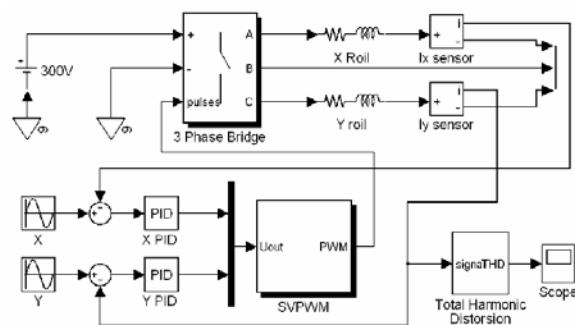 300V
+
-
pulses
A
B
C
3 Phase Bridge
X Roil
+
i
-
Ix sensor
Y roil
+
i
-
Iy sensor
X
PID
X PID
Y
PID
Y PID
Uout
PWM
SVPWM
signaTHD
Total Harmonic
Distorsion
Scope